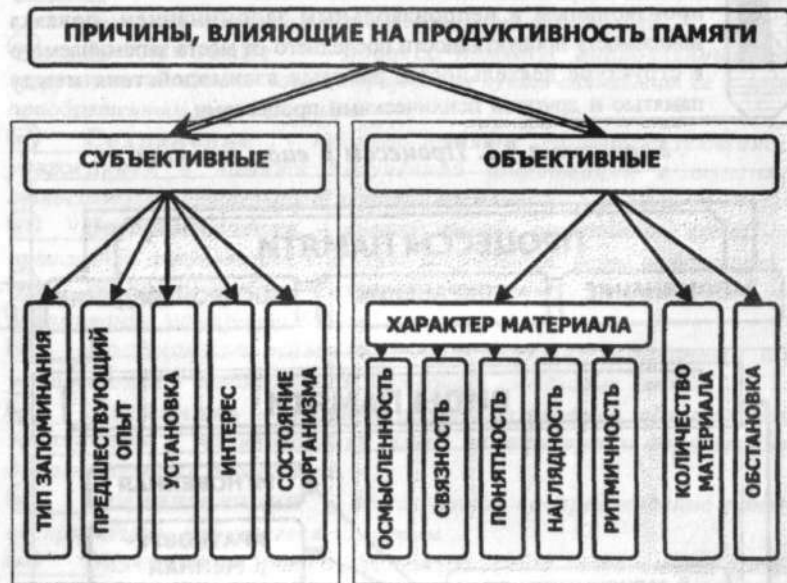 ПРИЧИНЫ, ВЛИЯЮЩИЕ НА ПРОДУКТИВНОСТЬ ПАМЯТИ
СУБЪЕКТИВНЫЕ
ОБЪЕКТИВНЫЕ
ХАРАКТЕР МАТЕРИАЛА
ТИП ЗАПОМИНАНИЯ
ПРЕДШЕСТВУЮЩИЙ
ОПЫТ
УСТАНОВКА
ИНТЕРЕС
СОСТОЯНИЕ
ОРГАНИЗМА
ОСМЫСЛЕННОСТЬ
СВЯЗНОСТЬ
ПОНЯТНОСТЬ
НАГЛЯДНОСТЬ
РИТМИЧНОСТЬ
КОЛИЧЕСТВО
МАТЕРИАЛА
ОБСТАНОВКА